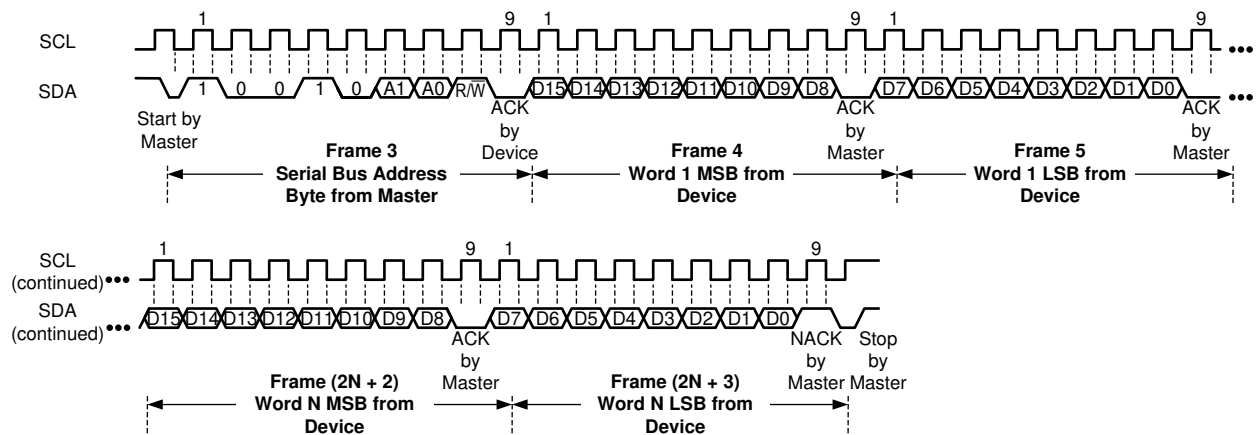 1 9 1 9 1 9
SCL
•••
SDA
1 0 0 1 0 A1 A0 R/W̅ D15 D14 D13 D12 D11 D10 D9 D8 D7 D6 D5 D4 D3 D2 D1 D0
•••
Start by
Master
ACK
by
Device
ACK
by
Master
ACK
by
Master
Frame 3
Serial Bus Address
Byte from Master
Frame 4
Word 1 MSB from
Device
Frame 5
Word 1 LSB from
Device
1 9 1 9
SCL
(continued) •••
SDA
(continued) •••
D15 D14 D13 D12 D11 D10 D9 D8 D7 D6 D5 D4 D3 D2 D1 D0
ACK
by
Master
NACK
by
Master
Stop
by
Master
Frame (2N + 2)
Word N MSB from
Device
Frame (2N + 3)
Word N LSB from
Device